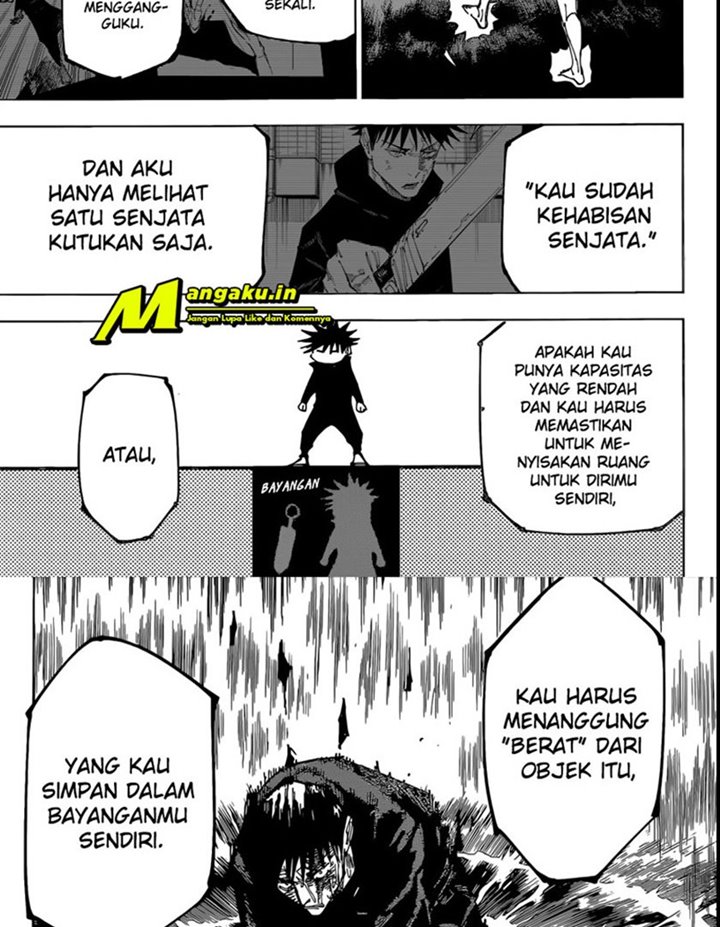 SEKALI.
MENGGANG-
GUKU.
"KAU SUDAH
KEHABISAN
SENJATA."
DAN AKU
HANYA MELIHAT
SATU SENJATA
KUTUKAN SAJA.
Mangaku.in
Jangan Lupa Like dan Komennya
APAKAH KAU
PUNYA KAPASITAS
YANG RENDAH
DAN KAU HARUS
MEMASTIKAN
UNTUK ME-
NYISAKAN RUANG
UNTUK DIRIMU
SENDIRI,
ATAU,
BAYANGAN
KAU HARUS
MENANGGUNG
"BERAT" DARI
OBJEK ITU,
YANG KAU
SIMPAN DALAM
BAYANGANMU
SENDIRI.